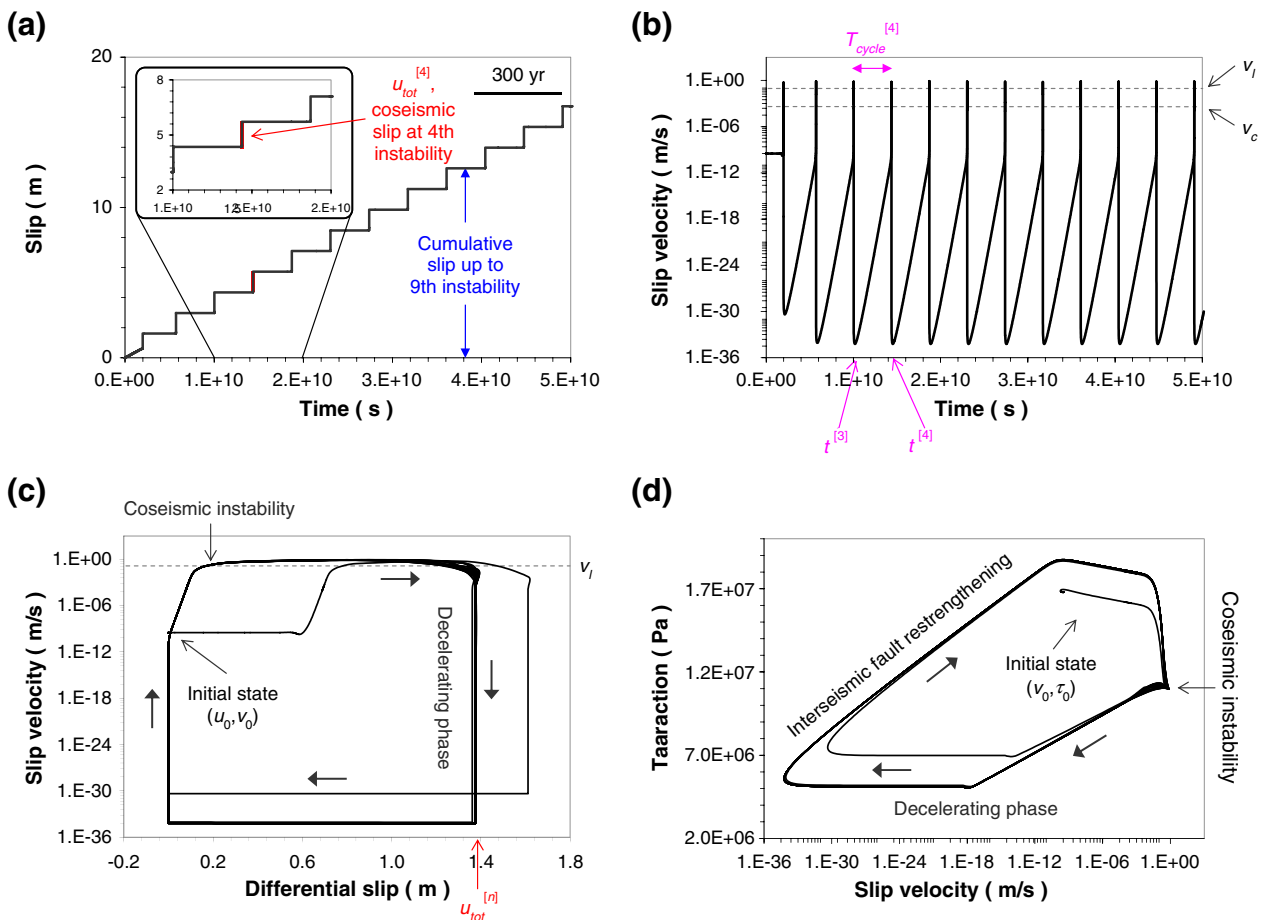 (a)
20
10
0
Slip ( m )
0.E+00
1.E+10
2.E+10
3.E+10
4.E+10
5.E+10
Time ( s )
8
5
2
1.E+10
25E+10
2.E+10
u_tot^[4],
coseismic
slip at 4th
instability
300 yr
Cumulative
slip up to
9th instability
(b)
T_cycle^[4]
v_l
v_c
1.E+00
1.E-06
1.E-12
1.E-18
1.E-24
1.E-30
1.E-36
Slip velocity ( m/s )
0.E+00
1.E+10
2.E+10
3.E+10
4.E+10
5.E+10
Time ( s )
t^[3]
t^[4]
(c)
Coseismic instability
1.E+00
1.E-06
1.E-12
1.E-18
1.E-24
1.E-30
1.E-36
Slip velocity ( m/s )
v_l
Initial state
(u_0,v_0)
Decelerating phase
-0.2
0.2
0.6
1.0
1.4
1.8
Differential slip ( m )
u_tot^[n]
(d)
1.7E+07
1.2E+07
7.0E+06
2.0E+06
Taaraction ( Pa )
Interseismic fault restrengthening
Initial state
(v_0,τ_0)
Coseismic instability
Decelerating phase
1.E-36
1.E-30
1.E-24
1.E-18
1.E-12
1.E-06
1.E+00
Slip velocity ( m/s )